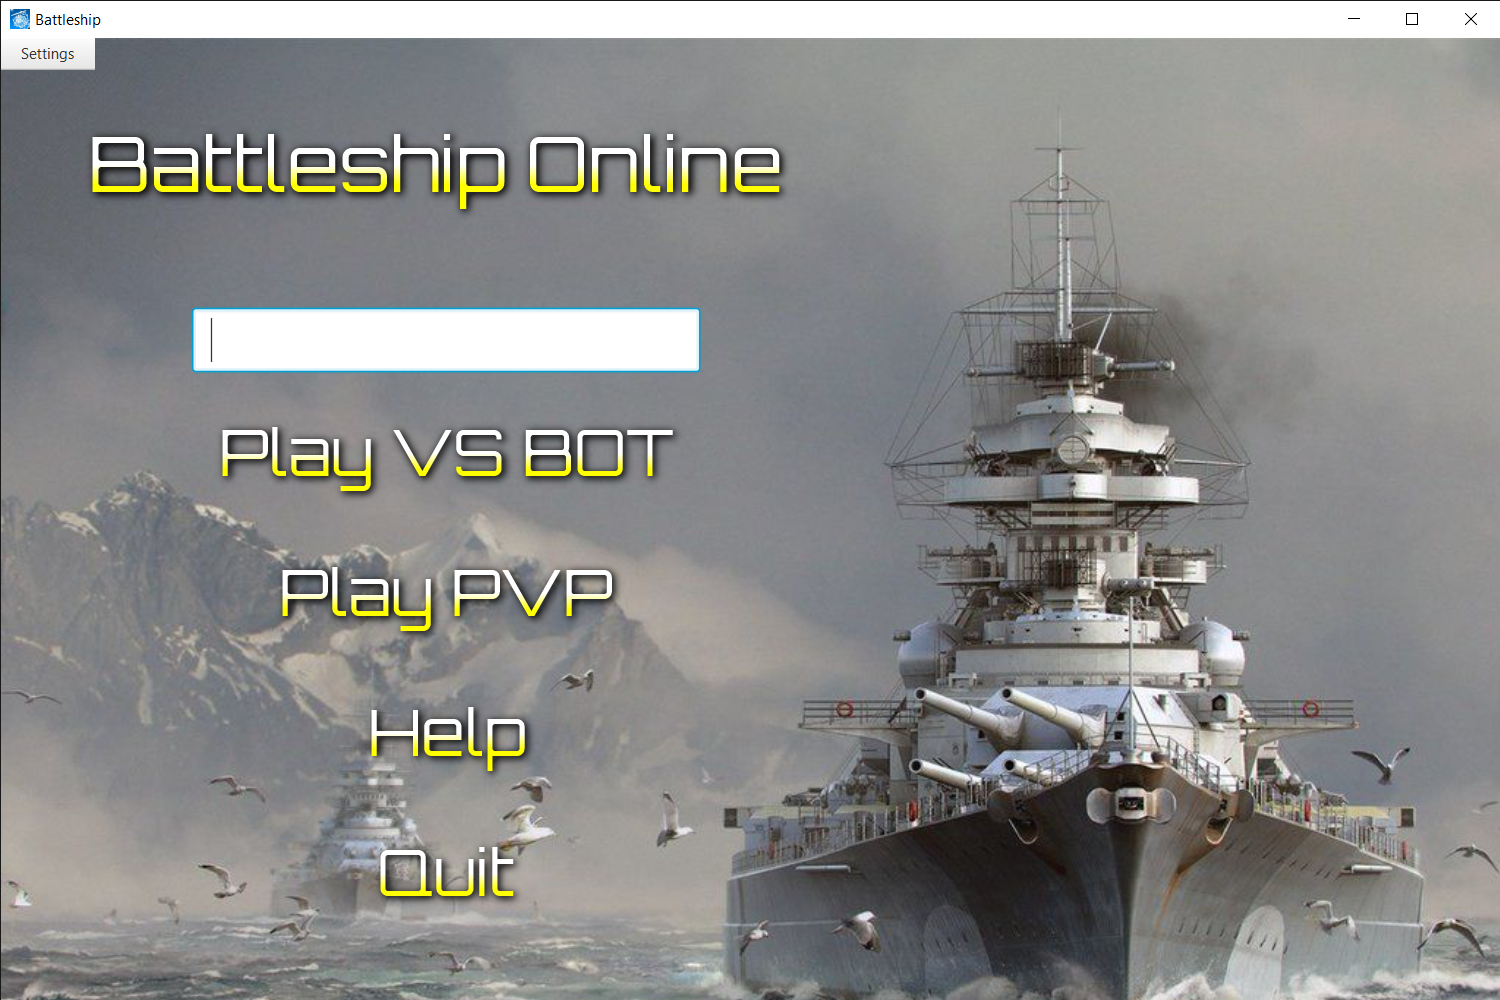 Battleship
Settings
Battleship Online
Play VS BOT
Play PVP
Help
Quit